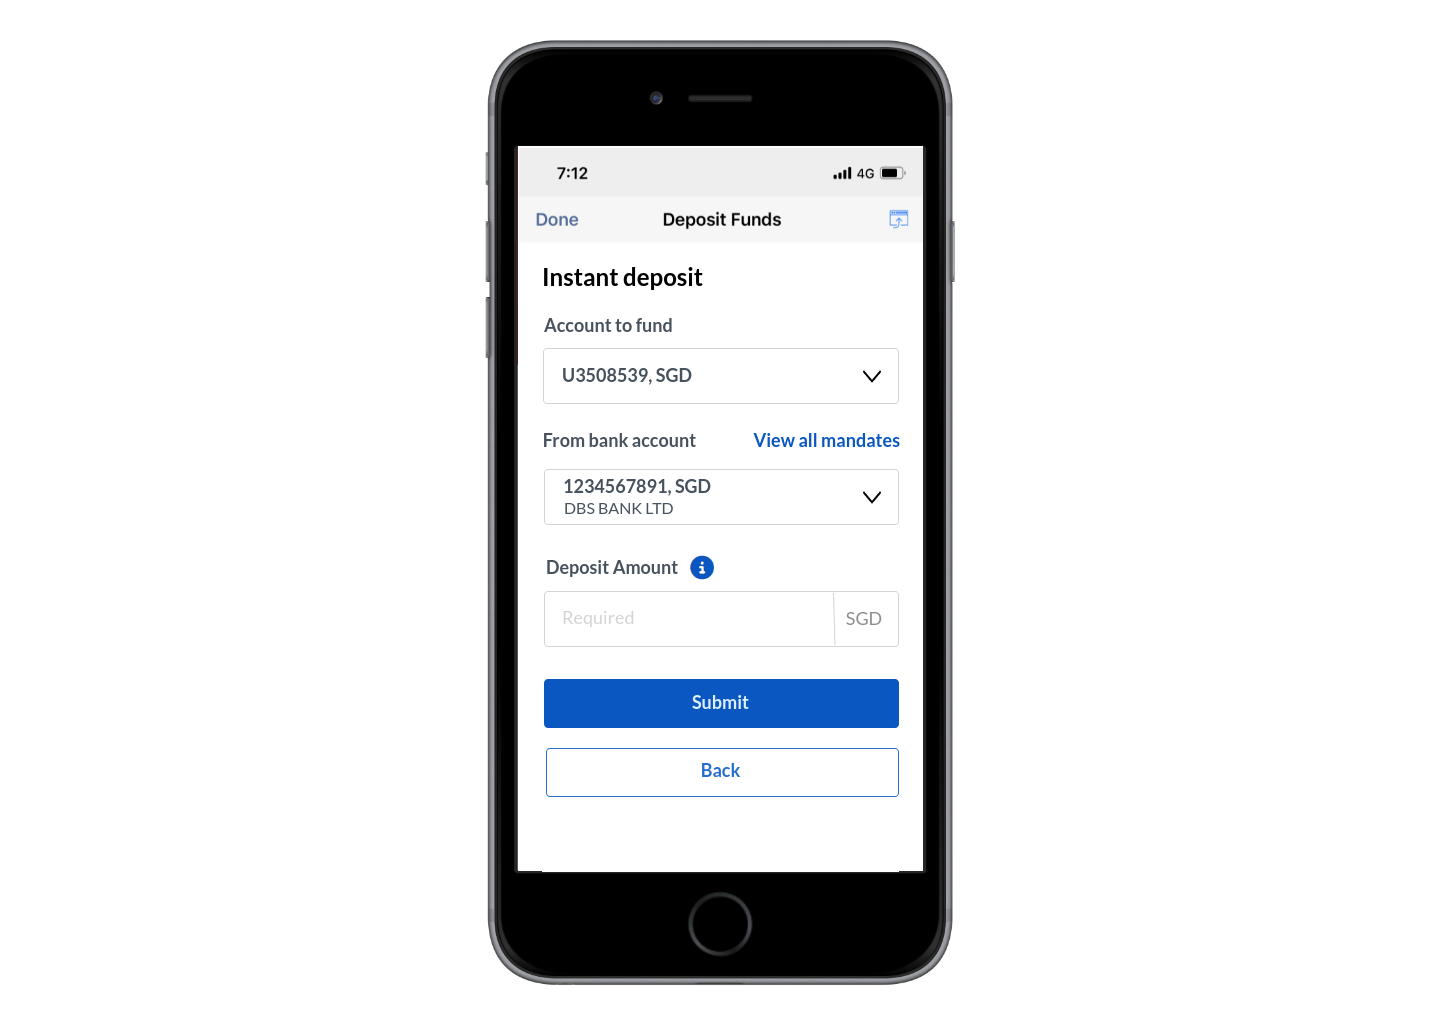 7:12 4G
Done Deposit Funds
Instant deposit
Account to fund
U3508539, SGD
From bank account View all mandates
1234567891, SGD
DBS BANK LTD
Deposit Amount i
Required SGD
Submit
Back